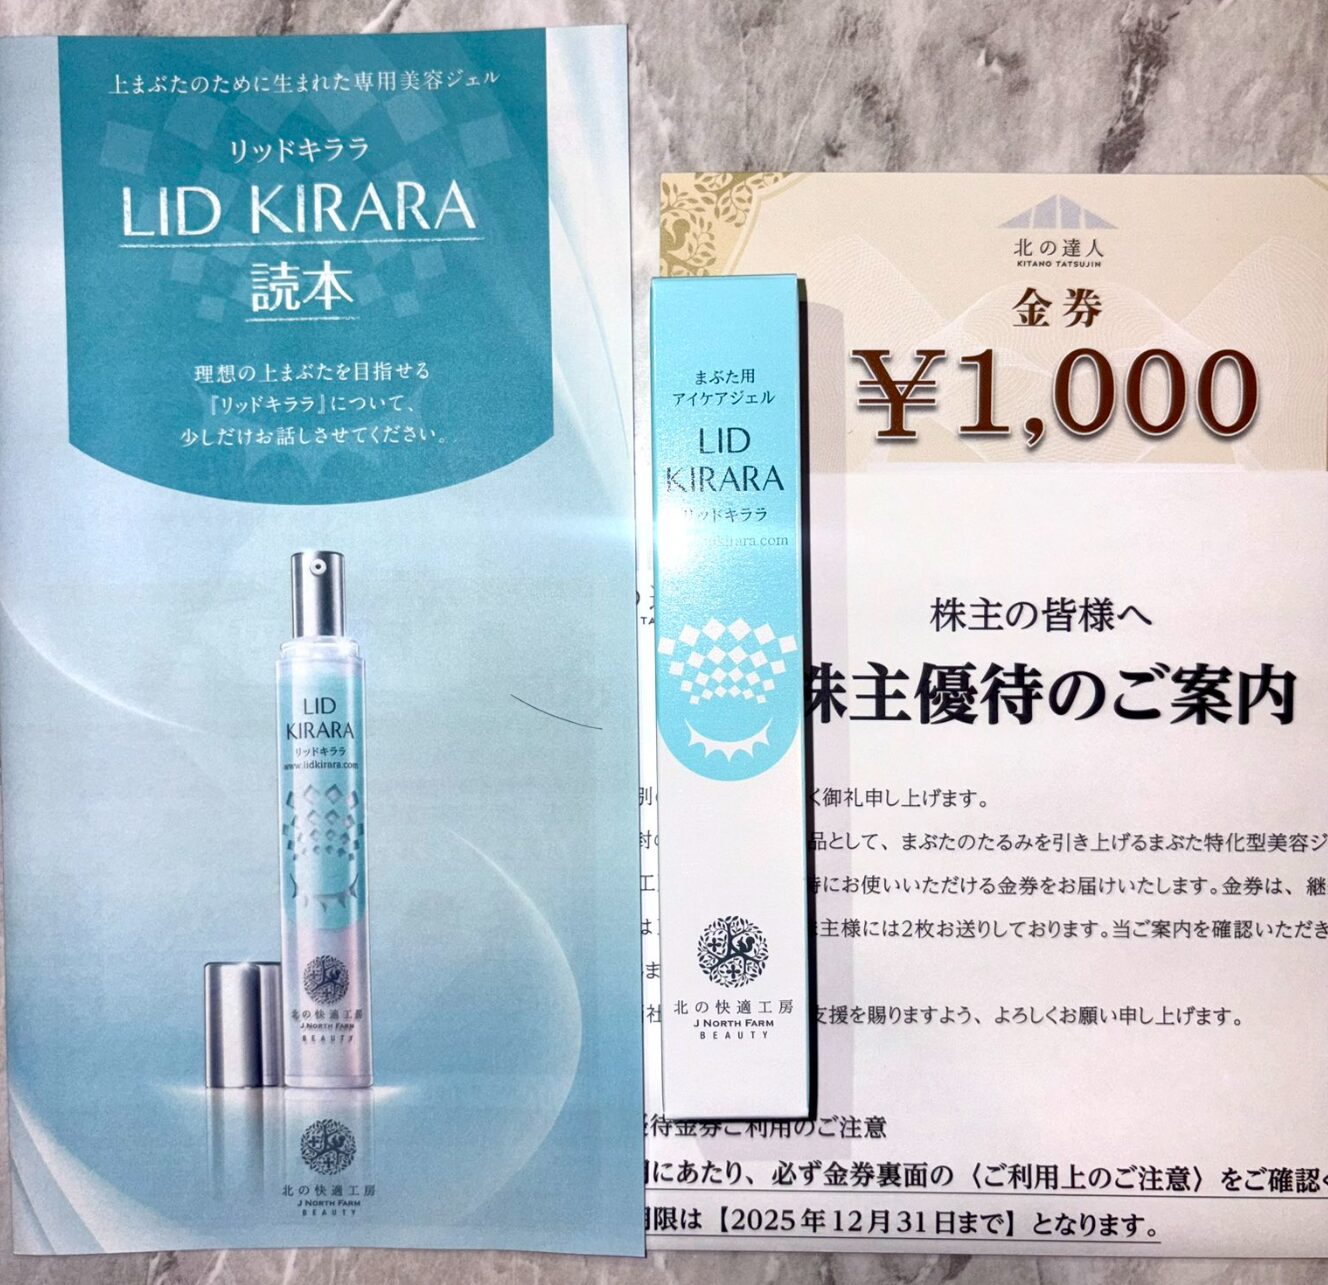 上まぶたのために生まれた専用美容ジェル
リッドキララ
LID KIRARA
読本
理想の上まぶたを目指せる
『リッドキララ』について、
少しだけお話しさせてください。
LID
KIRARA
リッドキララ
www.lidkirara.com
北の快適工房
J NORTH FARM
BEAUTY
北の快適工房
J NORTH FARM
BEAUTY
まぶた用
アイケアジェル
LID
KIRARA
リッドキララ
kirara.com
北の快適工房
J NORTH FARM
BEAUTY
北の達人
KITANO TATSUJIN
金券
¥1,000
株主の皆様へ
株主優待のご案内
く御礼申し上げます。
品として、まぶたのたるみを引き上げるまぶた特化型美容ジ
にお使いいただける金券をお届けいたします。金券は、継
主様には2枚お送りしております。当ご案内を確認いただき
支援を賜りますよう、よろしくお願い申し上げます。
待金券ご利用のご注意
にあたり、必ず金券裏面の〈ご利用上のご注意〉をご確認く
限は【2025年12月31日まで】となります。